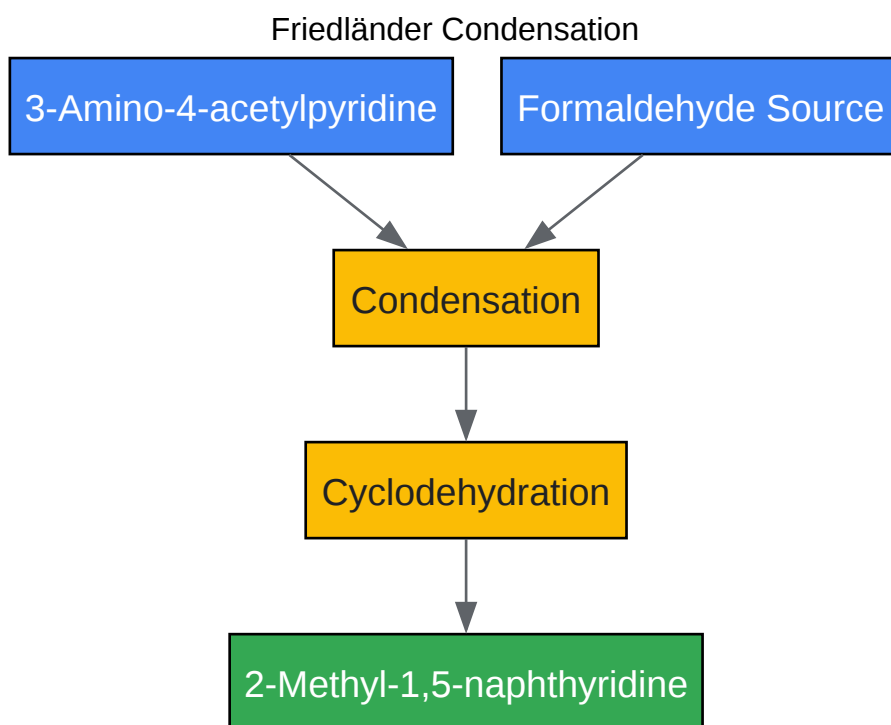 Friedländer Condensation
3-Amino-4-acetylpyridine
Formaldehyde Source
Condensation
Cyclodehydration
2-Methyl-1,5-naphthyridine